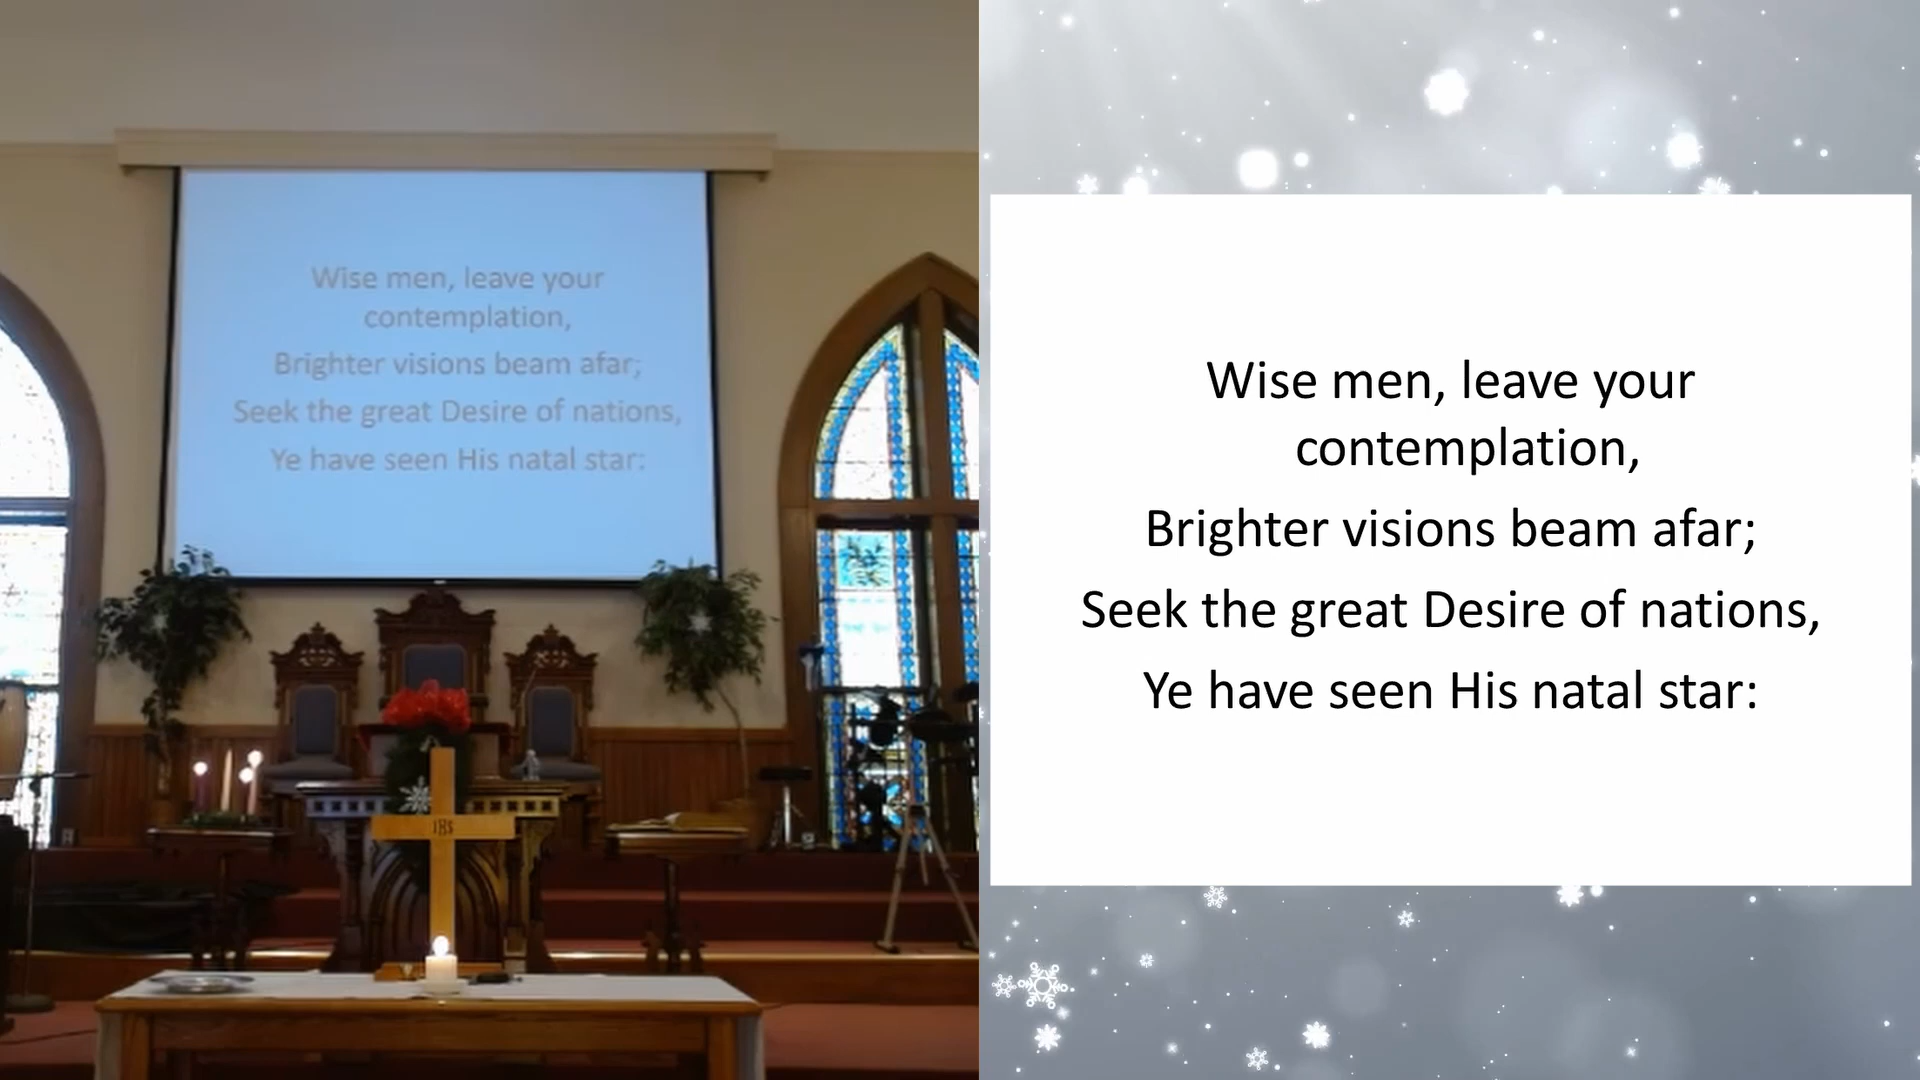 Wise men, leave your
contemplation,
Brighter visions beam afar;
Seek the great Desire of nations,
Ye have seen His natal star:
IHS
Wise men, leave your
contemplation,
Brighter visions beam afar;
Seek the great Desire of nations,
Ye have seen His natal star: